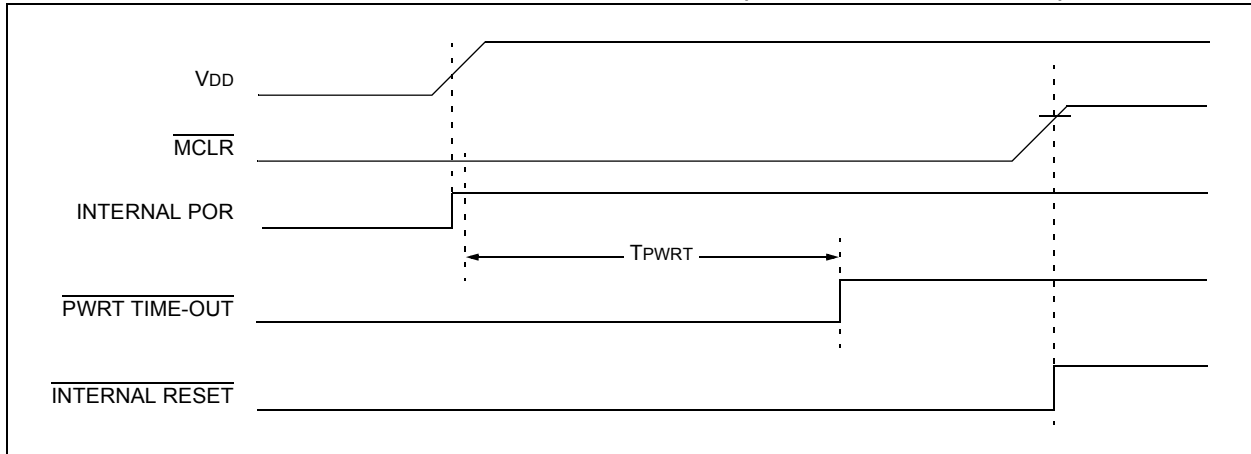 VDD
MCLR
INTERNAL POR
TPWRT
PWRT TIME-OUT
INTERNAL RESET